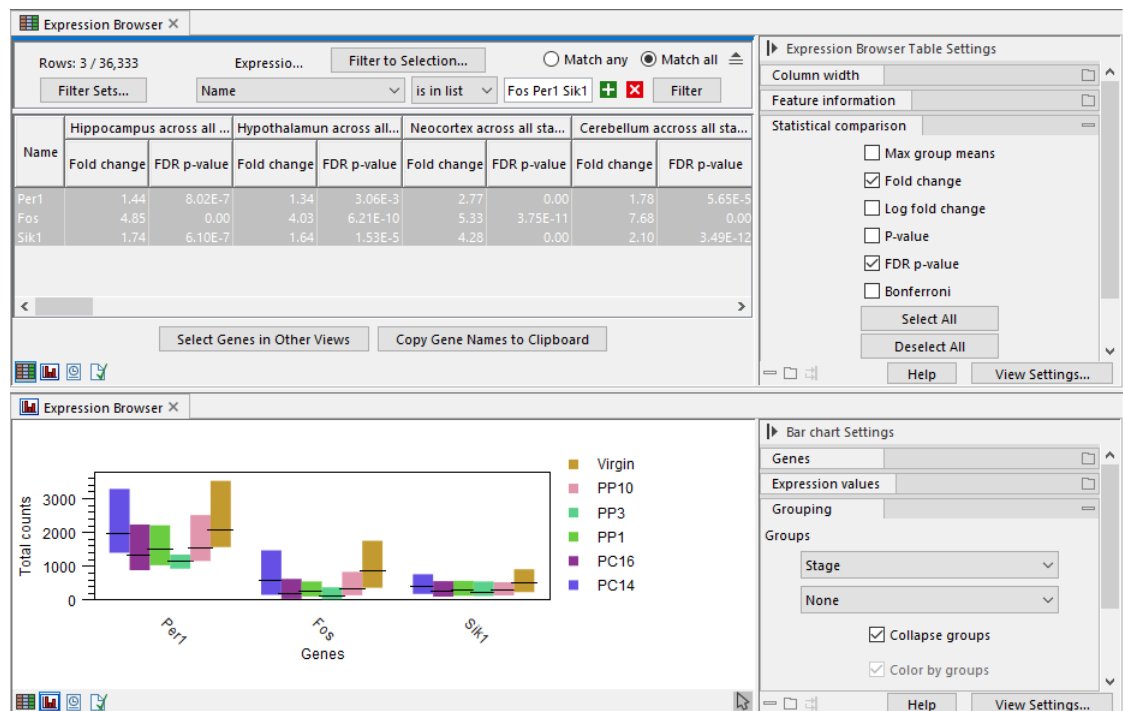 Expression Browser
Rows: 3 / 36,333 Expressio... Filter to Selection... Match any Match all
Filter Sets... Name is in list Fos Per1 Sik1 Filter
Hippocampus across all ... Hypothalamun across all... Neocortex across all sta... Cerebellum accross all sta...
Name Fold change FDR p-value Fold change FDR p-value Fold change FDR p-value Fold change FDR p-value
Per1 1.44 8.02E-7 1.34 3.06E-3 2.77 0.00 1.78 5.65E-5
Fos 4.85 0.00 4.03 6.21E-10 5.33 3.75E-11 7.68 0.00
Sik1 1.74 6.10E-7 1.64 1.53E-5 4.28 0.00 2.10 3.49E-12
Select Genes in Other Views Copy Gene Names to Clipboard
Expression Browser Table Settings
Column width
Feature information
Statistical comparison
Max group means
Fold change
Log fold change
P-value
FDR p-value
Bonferroni
Select All
Deselect All
Help View Settings...
Expression Browser
Total counts
3000
2000
1000
0
Per1 Fos Sik1
Genes
Virgin
PP10
PP3
PP1
PC16
PC14
Bar chart Settings
Genes
Expression values
Grouping
Groups
Stage
None
Collapse groups
Color by groups
Help View Settings...